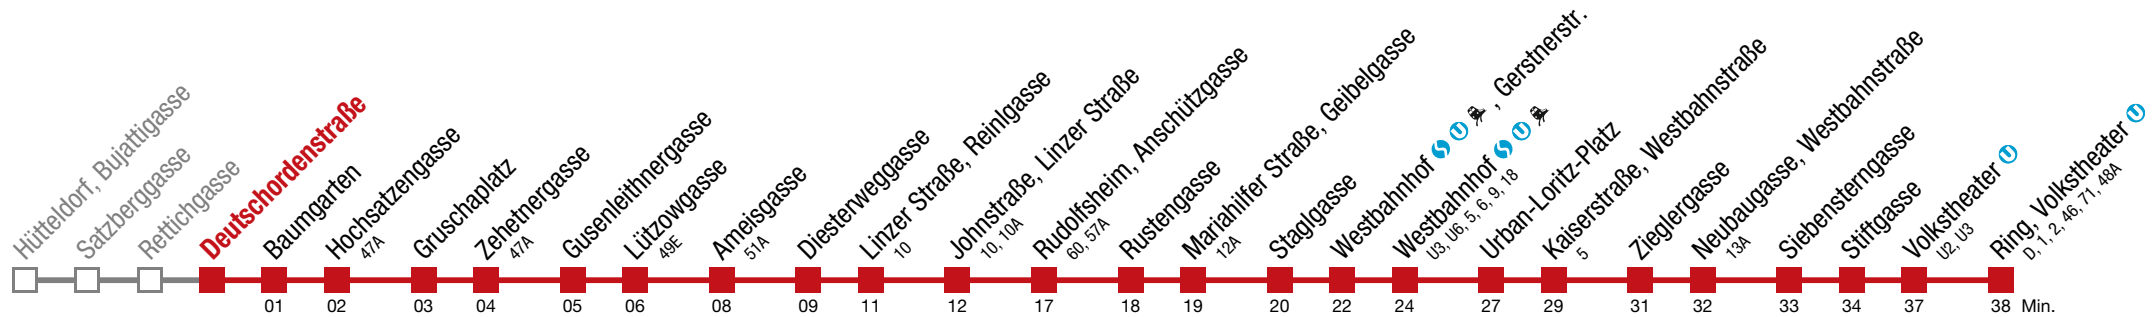 Hütteldorf, Bujattigasse
Satzberggasse
Rettichgasse
Deutschordenstraße
Baumgarten
01
Hochsatzengasse
47A
02
Gruschaplatz
03
Zehetnergasse
47A
04
Gusenleithnergasse
05
Lützowgasse
49E
06
Ameisgasse
51A
08
Diesterweggasse
09
Linzer Straße, Reinlgasse
10
11
Johnstraße, Linzer Straße
10, 10A
12
Rudolfsheim, Anschützgasse
60, 57A
17
Rustengasse
18
Mariahilfer Straße, Geibelgasse
12A
19
Staglgasse
20
Westbahnhof S U , Gerstnerstr.
22
Westbahnhof S U
U3, U6, 5, 6, 9, 18
24
Urban-Loritz-Platz
27
Kaiserstraße, Westbahnstraße
5
29
Zieglergasse
31
Neubaugasse, Westbahnstraße
13A
32
Siebensterngasse
33
Stiftgasse
34
Volkstheater U
U2, U3
37
Ring, Volkstheater U
D, 1, 2, 46, 71, 48A
38 Min.